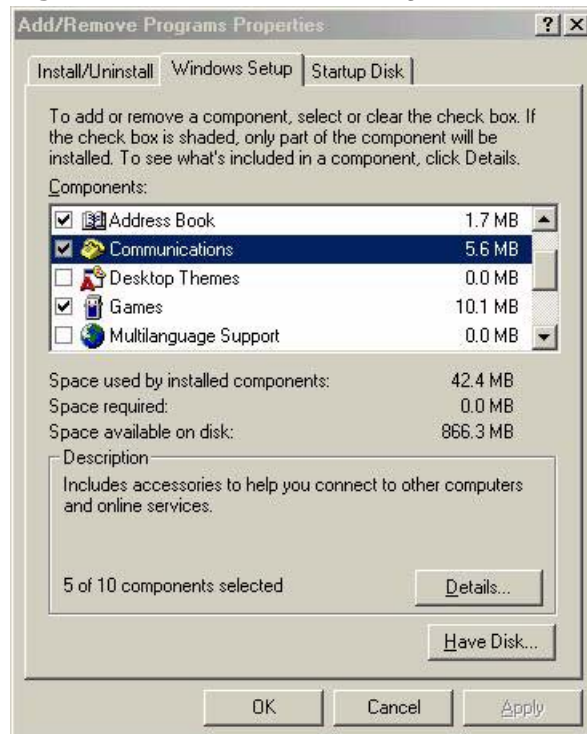 Add/Remove Programs Properties
Install/Uninstall Windows Setup Startup Disk
To add or remove a component, select or clear the check box. If
the check box is shaded, only part of the component will be
installed. To see what's included in a component, click Details.
Components:
Address Book 1.7 MB
Communications 5.6 MB
Desktop Themes 0.0 MB
Games 10.1 MB
Multilanguage Support 0.0 MB
Space used by installed components: 42.4 MB
Space required: 0.0 MB
Space available on disk: 866.3 MB
Description
Includes accessories to help you connect to other computers
and online services.
5 of 10 components selected Details...
Have Disk...
OK Cancel Apply